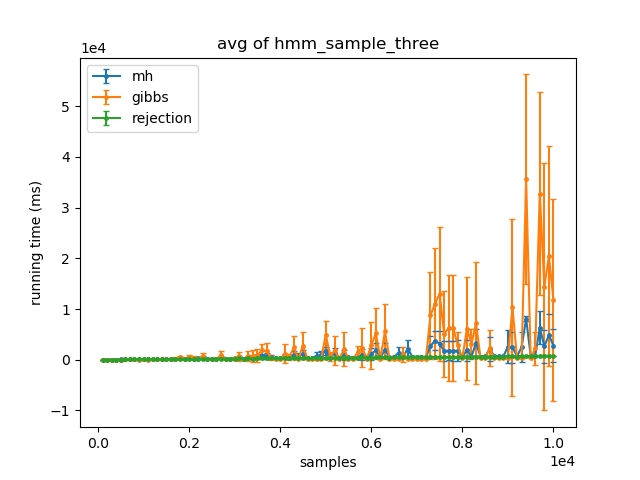 avg of hmm_sample_three
1e4
mh
gibbs
rejection
running time (ms)
5
4
3
2
1
0
−1
0.0 0.2 0.4 0.6 0.8 1.0
samples
1e4